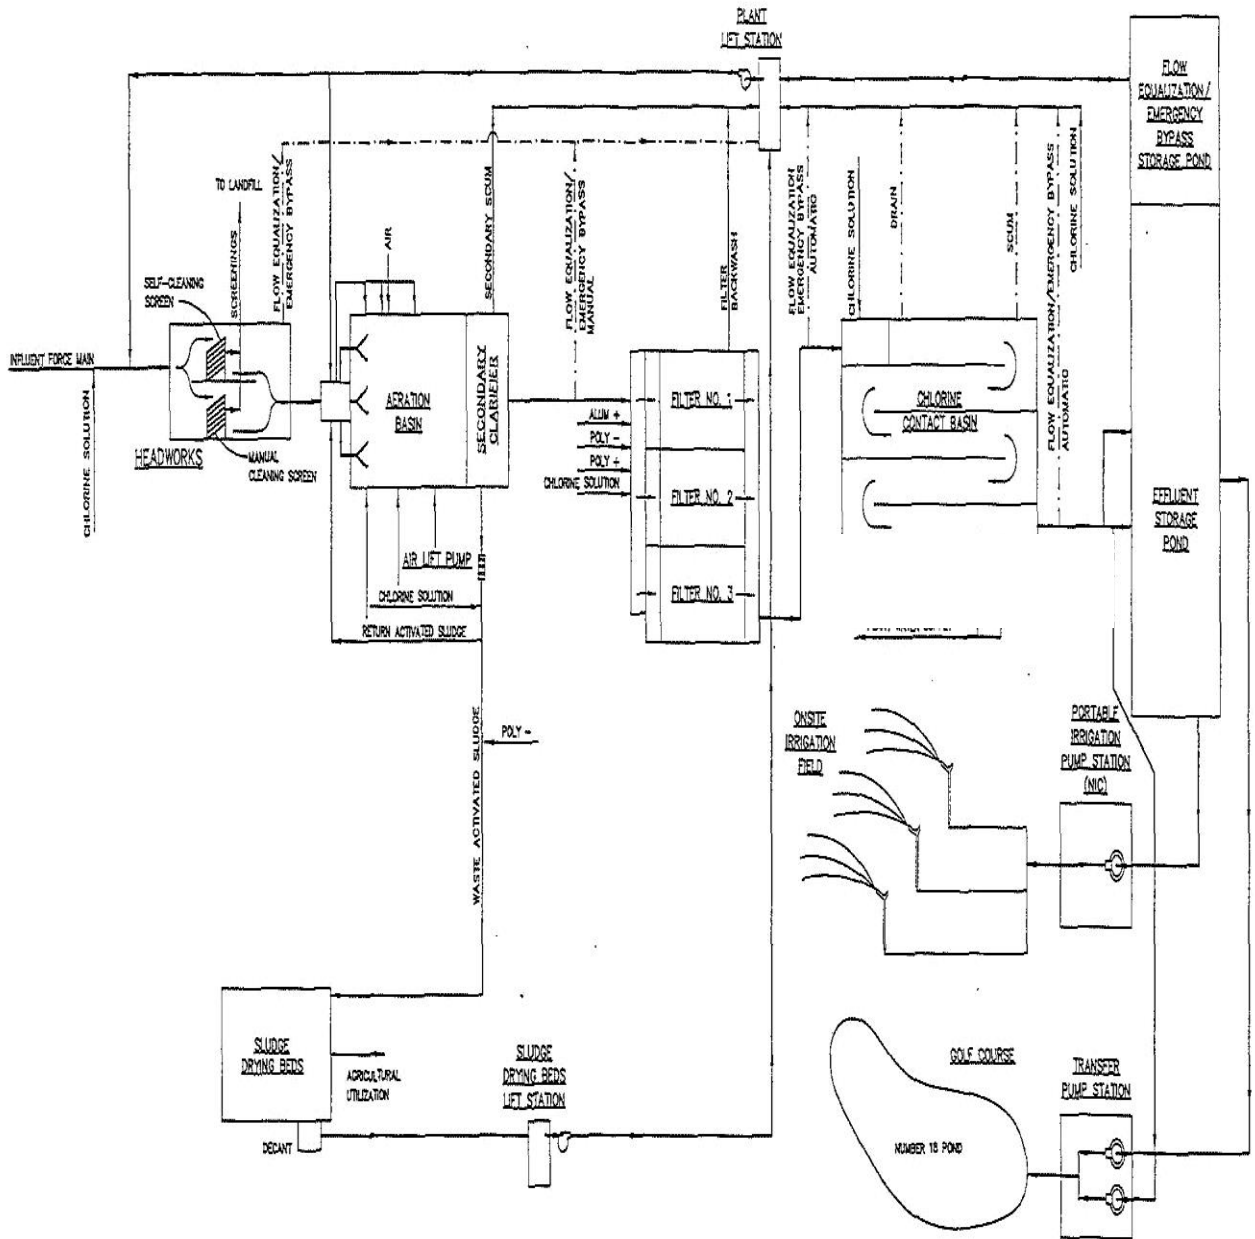 PLANT
LIFT STATION
FLOW
EQUALIZATION/
EMERGENCY
BYPASS
STORAGE POND
TO LANDFILL
SCREENINGS
FLOW EQUALIZATION/
EMERGENCY BYPASS
AIR
SECONDARY SCUM
FLOW EQUALIZATION/
EMERGENCY BYPASS
MANUAL
FILTER
BACKWASH
FLOW EQUALIZATION
EMERGENCY BYPASS
AUTOMATIC
CHLORINE SOLUTION
DRAIN
SCUM
FLOW EQUALIZATION/EMERGENCY BYPASS
AUTOMATIC
CHLORINE SOLUTION
SELF-CLEANING
SCREEN
INFLUENT FORCE MAIN
CHLORINE SOLUTION
HEADWORKS
MANUAL
CLEANING SCREEN
AERATION
BASIN
SECONDARY
CLARIFIER
ALUM +
POLY -
POLY +
CHLORINE SOLUTION
FILTER NO. 1
FILTER NO. 2
FILTER NO. 3
CHLORINE
CONTACT BASIN
EFFLUENT
STORAGE
POND
AIR LIFT PUMP
CHLORINE SOLUTION
RETURN ACTIVATED SLUDGE
WASTE ACTIVATED SLUDGE
POLY -
ONSITE
IRRIGATION
FIELD
PORTABLE
IRRIGATION
PUMP STATION
(NIC)
SLUDGE
DRYING BEDS
AGRICULTURAL
UTILIZATION
DECANT
SLUDGE
DRYING BEDS
LIFT STATION
GOLF COURSE
NUMBER 18 POND
TRANSFER
PUMP STATION